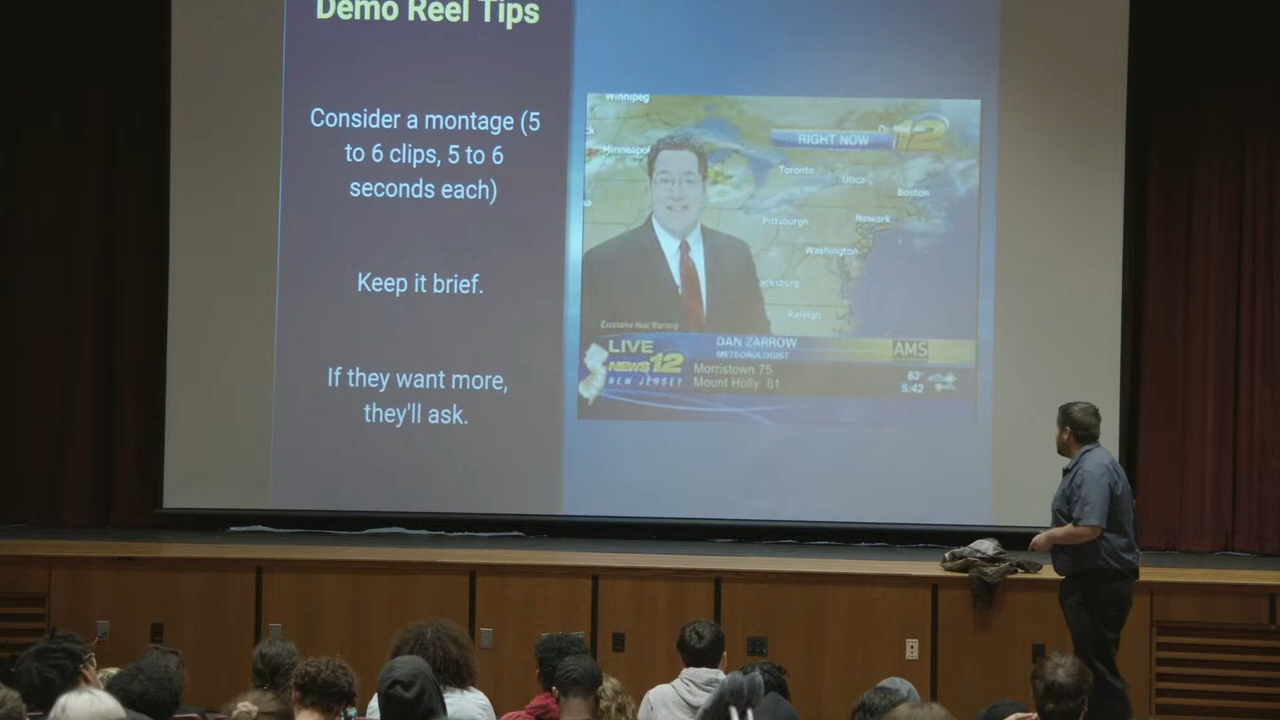 Demo Reel Tips
Consider a montage (5
to 6 clips, 5 to 6
seconds each)
Keep it brief.
If they want more,
they'll ask.
Winnipeg
RIGHT NOW
12
Minneapol
Toronto
Utica
Boston
Pittsburgh
Newark
Washington
acksburg
Raleigh
Excessive Heat Warning
LIVE
NEWS 12
NEW JERSEY
DAN ZARROW
METEOROLOGIST
AMS
Morristown 75
Mount Holly 81
83°
5:42